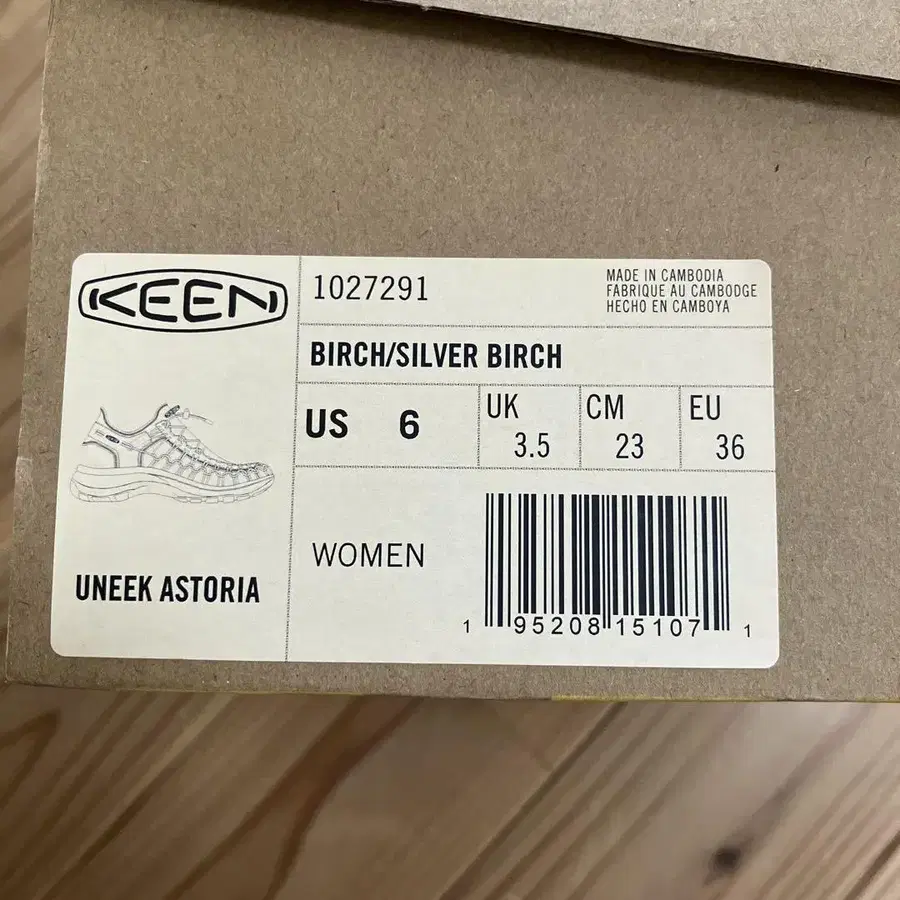 KEEN
1027291
MADE IN CAMBODIA
FABRIQUE AU CAMBODGE
HECHO EN CAMBOYA
BIRCH/SILVER BIRCH
US 6
UK 3.5
CM 23
EU 36
WOMEN
UNEEK ASTORIA
1 95208 15107 1